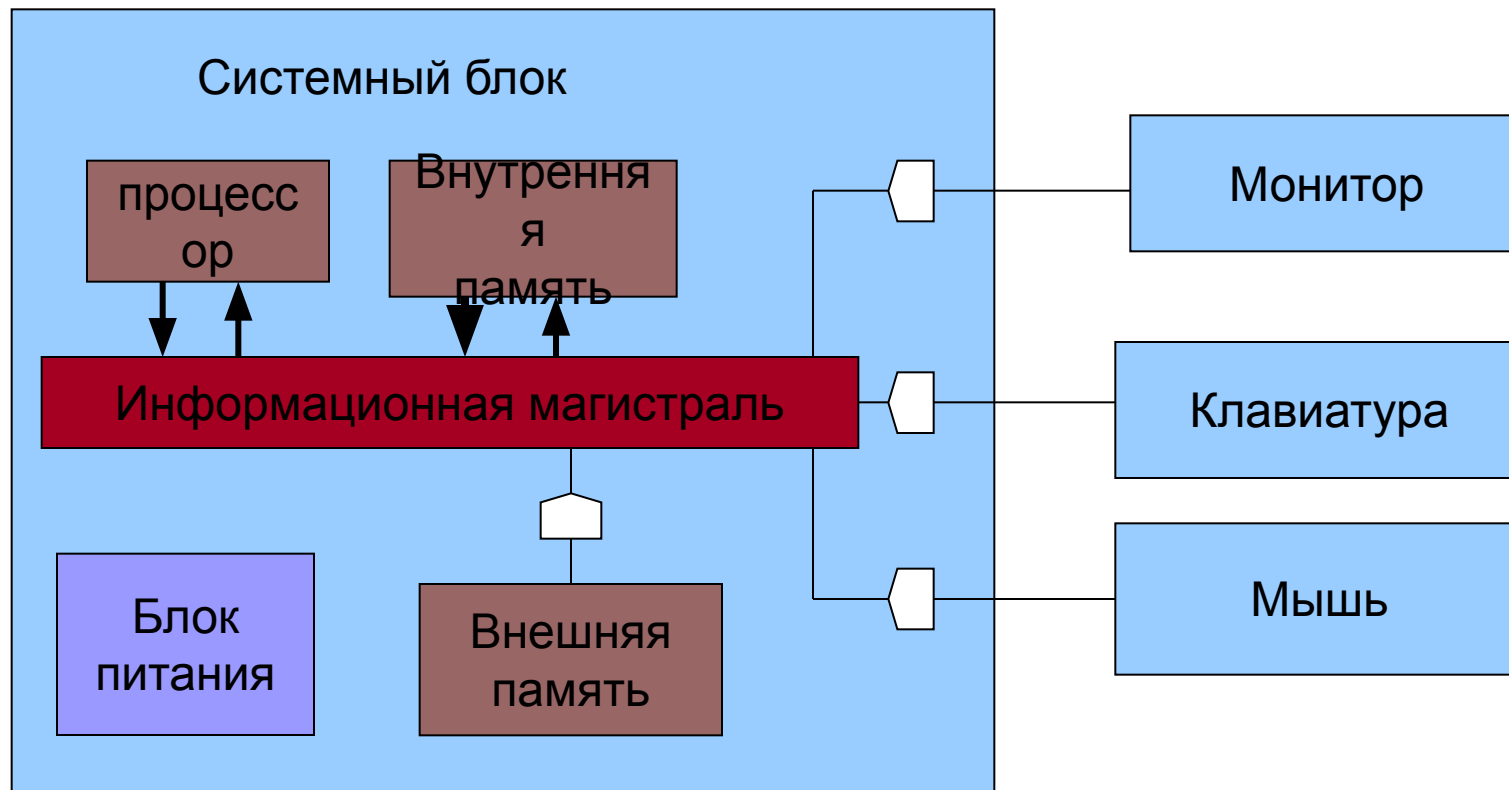 Системный блок
процесс
ор
Внутрення
я
память
Информационная магистраль
Блок
питания
Внешняя
память
Монитор
Клавиатура
Мышь